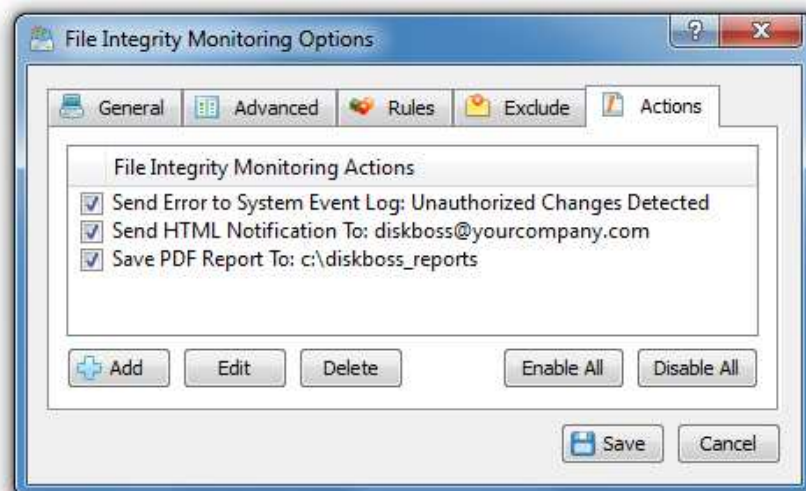 File Integrity Monitoring Options
General Advanced Rules Exclude Actions
File Integrity Monitoring Actions
Send Error to System Event Log: Unauthorized Changes Detected
Send HTML Notification To: diskboss@yourcompany.com
Save PDF Report To: c:\diskboss_reports
Add Edit Delete Enable All Disable All
Save Cancel